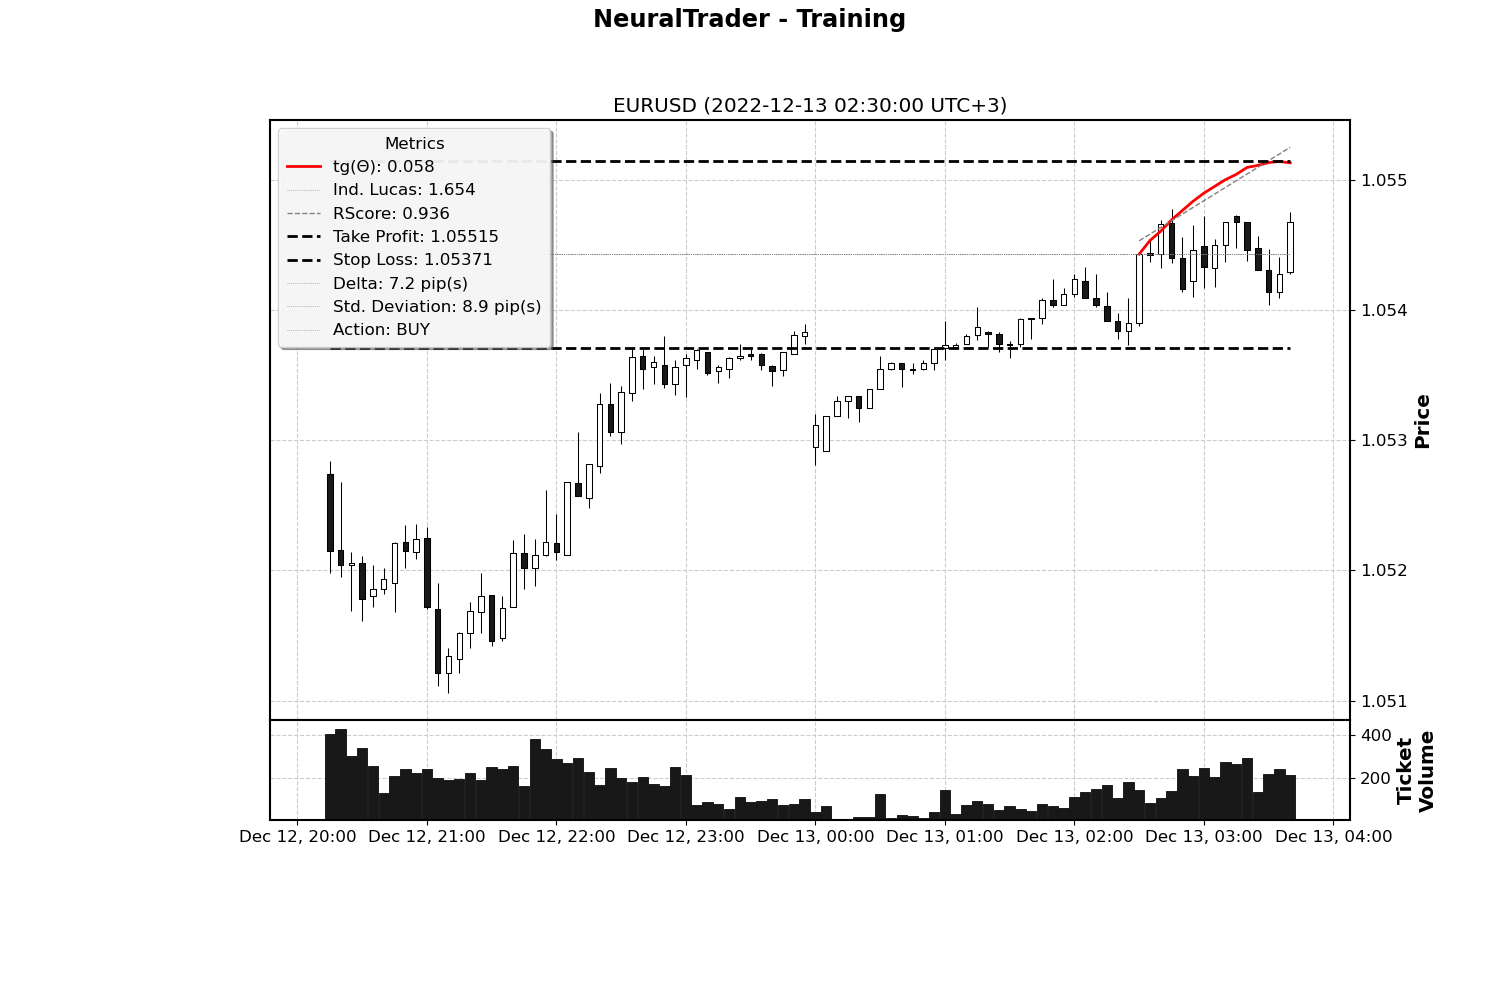 NeuralTrader - Training
EURUSD (2022-12-13 02:30:00 UTC+3)
Metrics
tg(Θ): 0.058
Ind. Lucas: 1.654
RScore: 0.936
Take Profit: 1.05515
Stop Loss: 1.05371
Delta: 7.2 pip(s)
Std. Deviation: 8.9 pip(s)
Action: BUY
1.055
1.054
1.053
1.052
1.051
Price
400
200
Ticket
Volume
Dec 12, 20:00
Dec 12, 21:00
Dec 12, 22:00
Dec 12, 23:00
Dec 13, 00:00
Dec 13, 01:00
Dec 13, 02:00
Dec 13, 03:00
Dec 13, 04:00